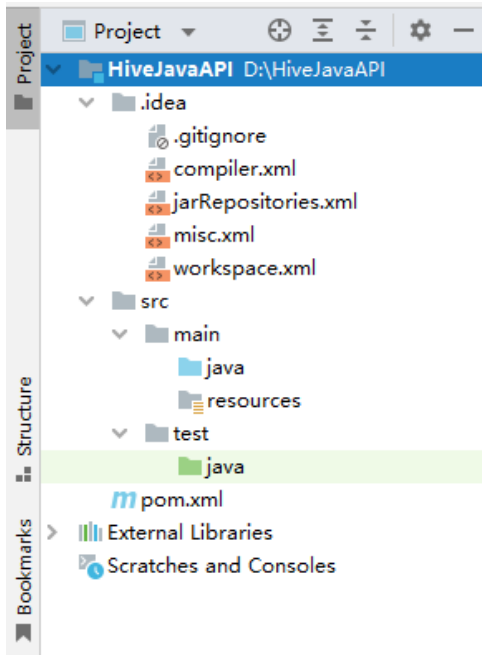 Project
Project
HiveJavaAPI D:\HiveJavaAPI
.idea
.gitignore
compiler.xml
jarRepositories.xml
misc.xml
workspace.xml
src
main
java
resources
test
java
m pom.xml
External Libraries
Scratches and Consoles
Structure
Bookmarks